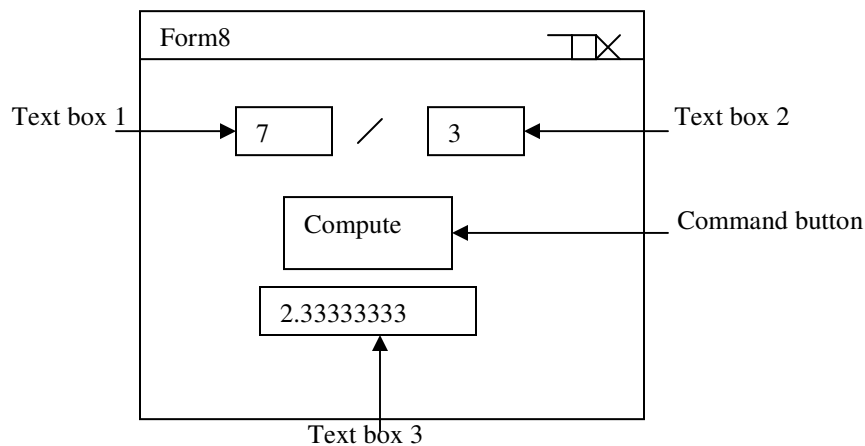 Form8
Text box 1
7 / 3
Text box 2
Compute
Command button
2.33333333
Text box 3